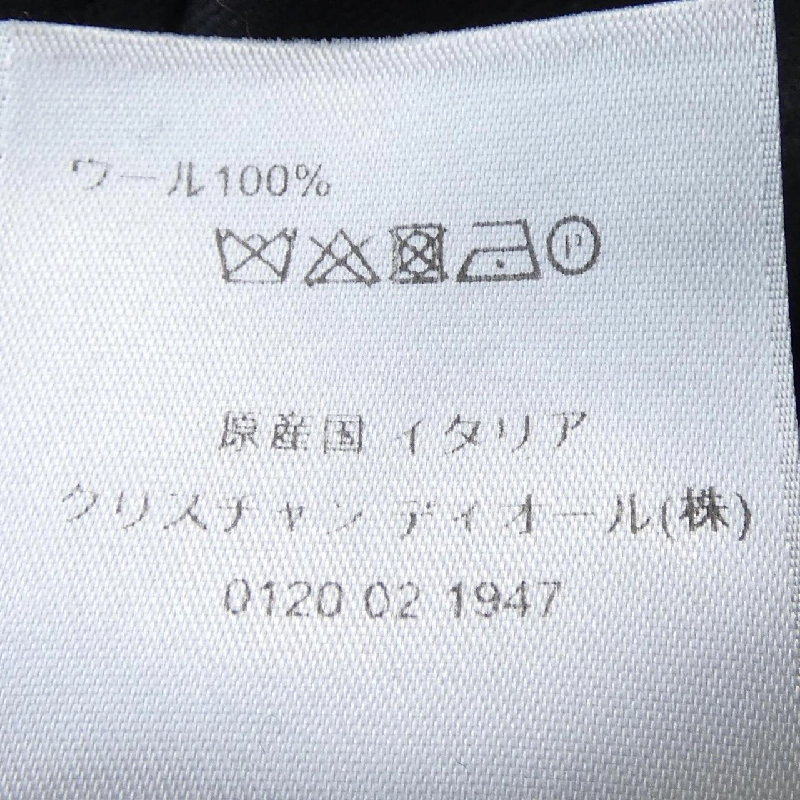 ウール100%
P
原産国 イタリア
クリスチャン ディオール(株)
0120 02 1947